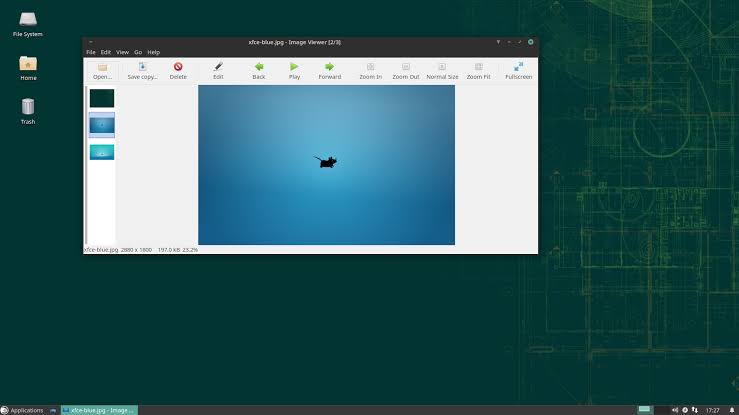 File System
Home
Trash
xfce-blue.jpg - Image Viewer [2/3]
File Edit View Go Help
Open... Save copy... Delete Edit Back Play Forward Zoom In Zoom Out Normal Size Zoom Fit Fullscreen
xfce-blue.jpg 2880 x 1800 197.0 kB 23.2%
Applications xfce-blue.jpg - Image ... 17:27